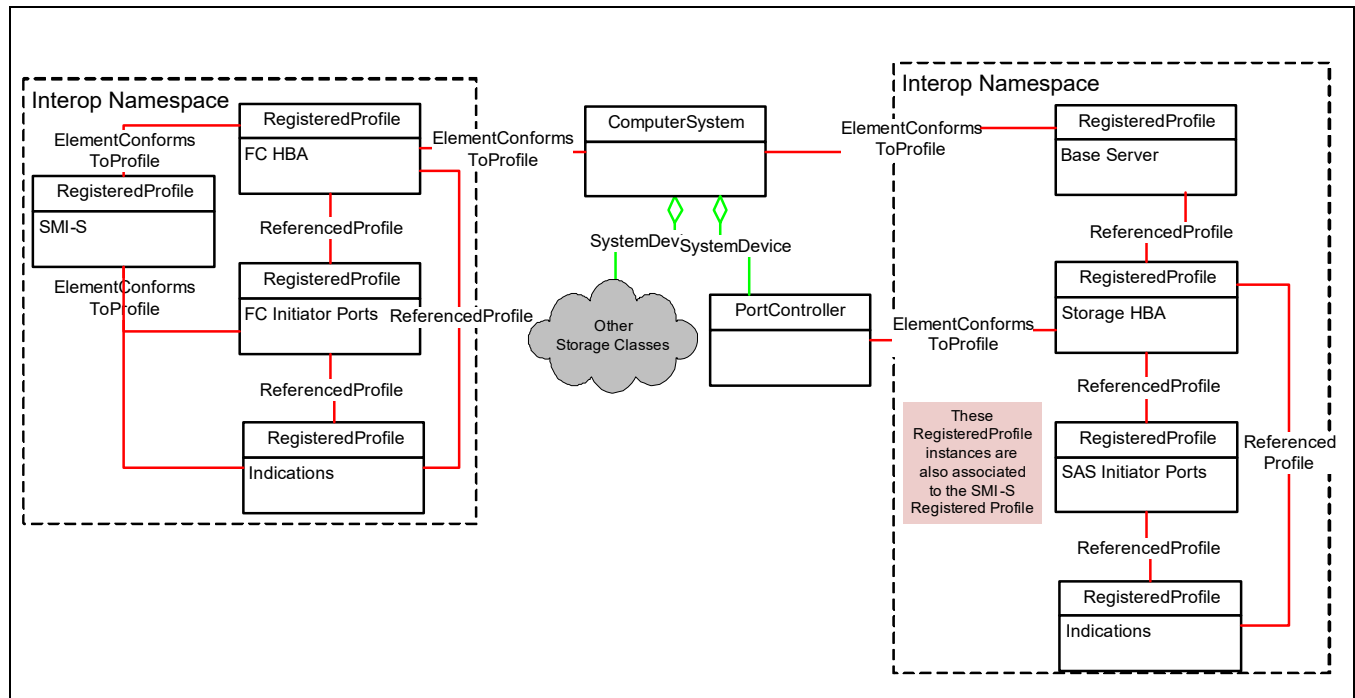 Interop Namespace
ElementConforms
ToProfile
RegisteredProfile
FC HBA
RegisteredProfile
SMI-S
ReferencedProfile
ElementConforms
ToProfile
RegisteredProfile
FC Initiator Ports
ReferencedProfile
ReferencedProfile
RegisteredProfile
Indications
ElementConforms
ToProfile
ComputerSystem
SystemDevice
Other
Storage Classes
PortController
ElementConforms
ToProfile
ElementConforms
ToProfile
Interop Namespace
RegisteredProfile
Base Server
ReferencedProfile
RegisteredProfile
Storage HBA
ReferencedProfile
These
RegisteredProfile
instances are
also associated
to the SMI-S
Registered Profile
RegisteredProfile
SAS Initiator Ports
Referenced
Profile
ReferencedProfile
RegisteredProfile
Indications